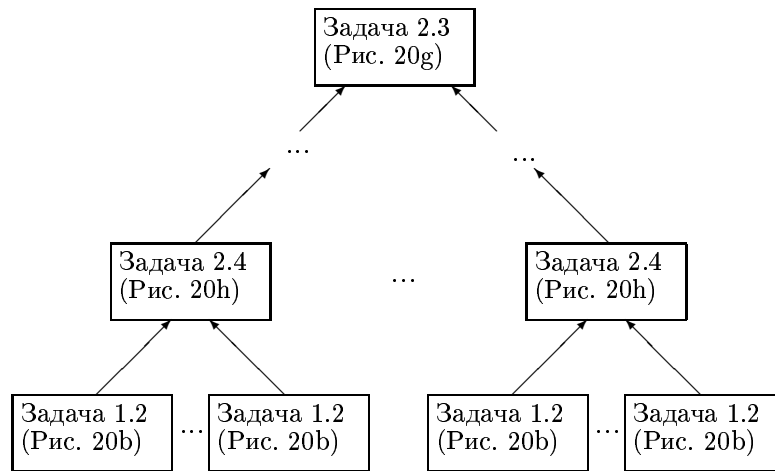 Задача 2.3
(Рис. 20g)
...
...
Задача 2.4
(Рис. 20h)
...
Задача 2.4
(Рис. 20h)
Задача 1.2
(Рис. 20b)
...
Задача 1.2
(Рис. 20b)
Задача 1.2
(Рис. 20b)
...
Задача 1.2
(Рис. 20b)